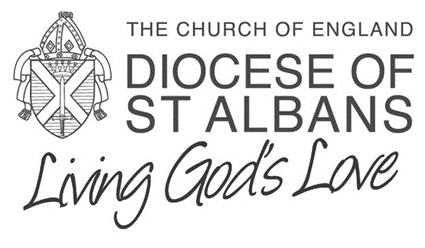 THE CHURCH OF ENGLAND
DIOCESE OF
ST ALBANS
Living God's Love